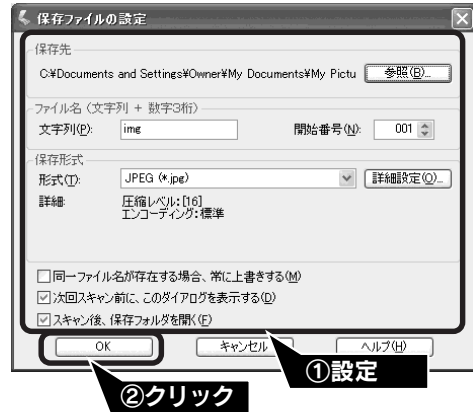 保存ファイルの設定
保存先
C:¥Documents and Settings¥Owner¥My Documents¥My Pictu 参照(B)...
ファイル名（文字列 + 数字3桁）
文字列(P): img 開始番号(N): 001
保存形式
形式(T): JPEG (*.jpg) 詳細設定(O)...
詳細: 圧縮レベル:[16]
エンコーディング:標準
同一ファイル名が存在する場合、常に上書きする(M)
次回スキャン前に、このダイアログを表示する(D)
スキャン後、保存フォルダを開く(F)
OK キャンセル ヘルプ(H)
①設定
②クリック